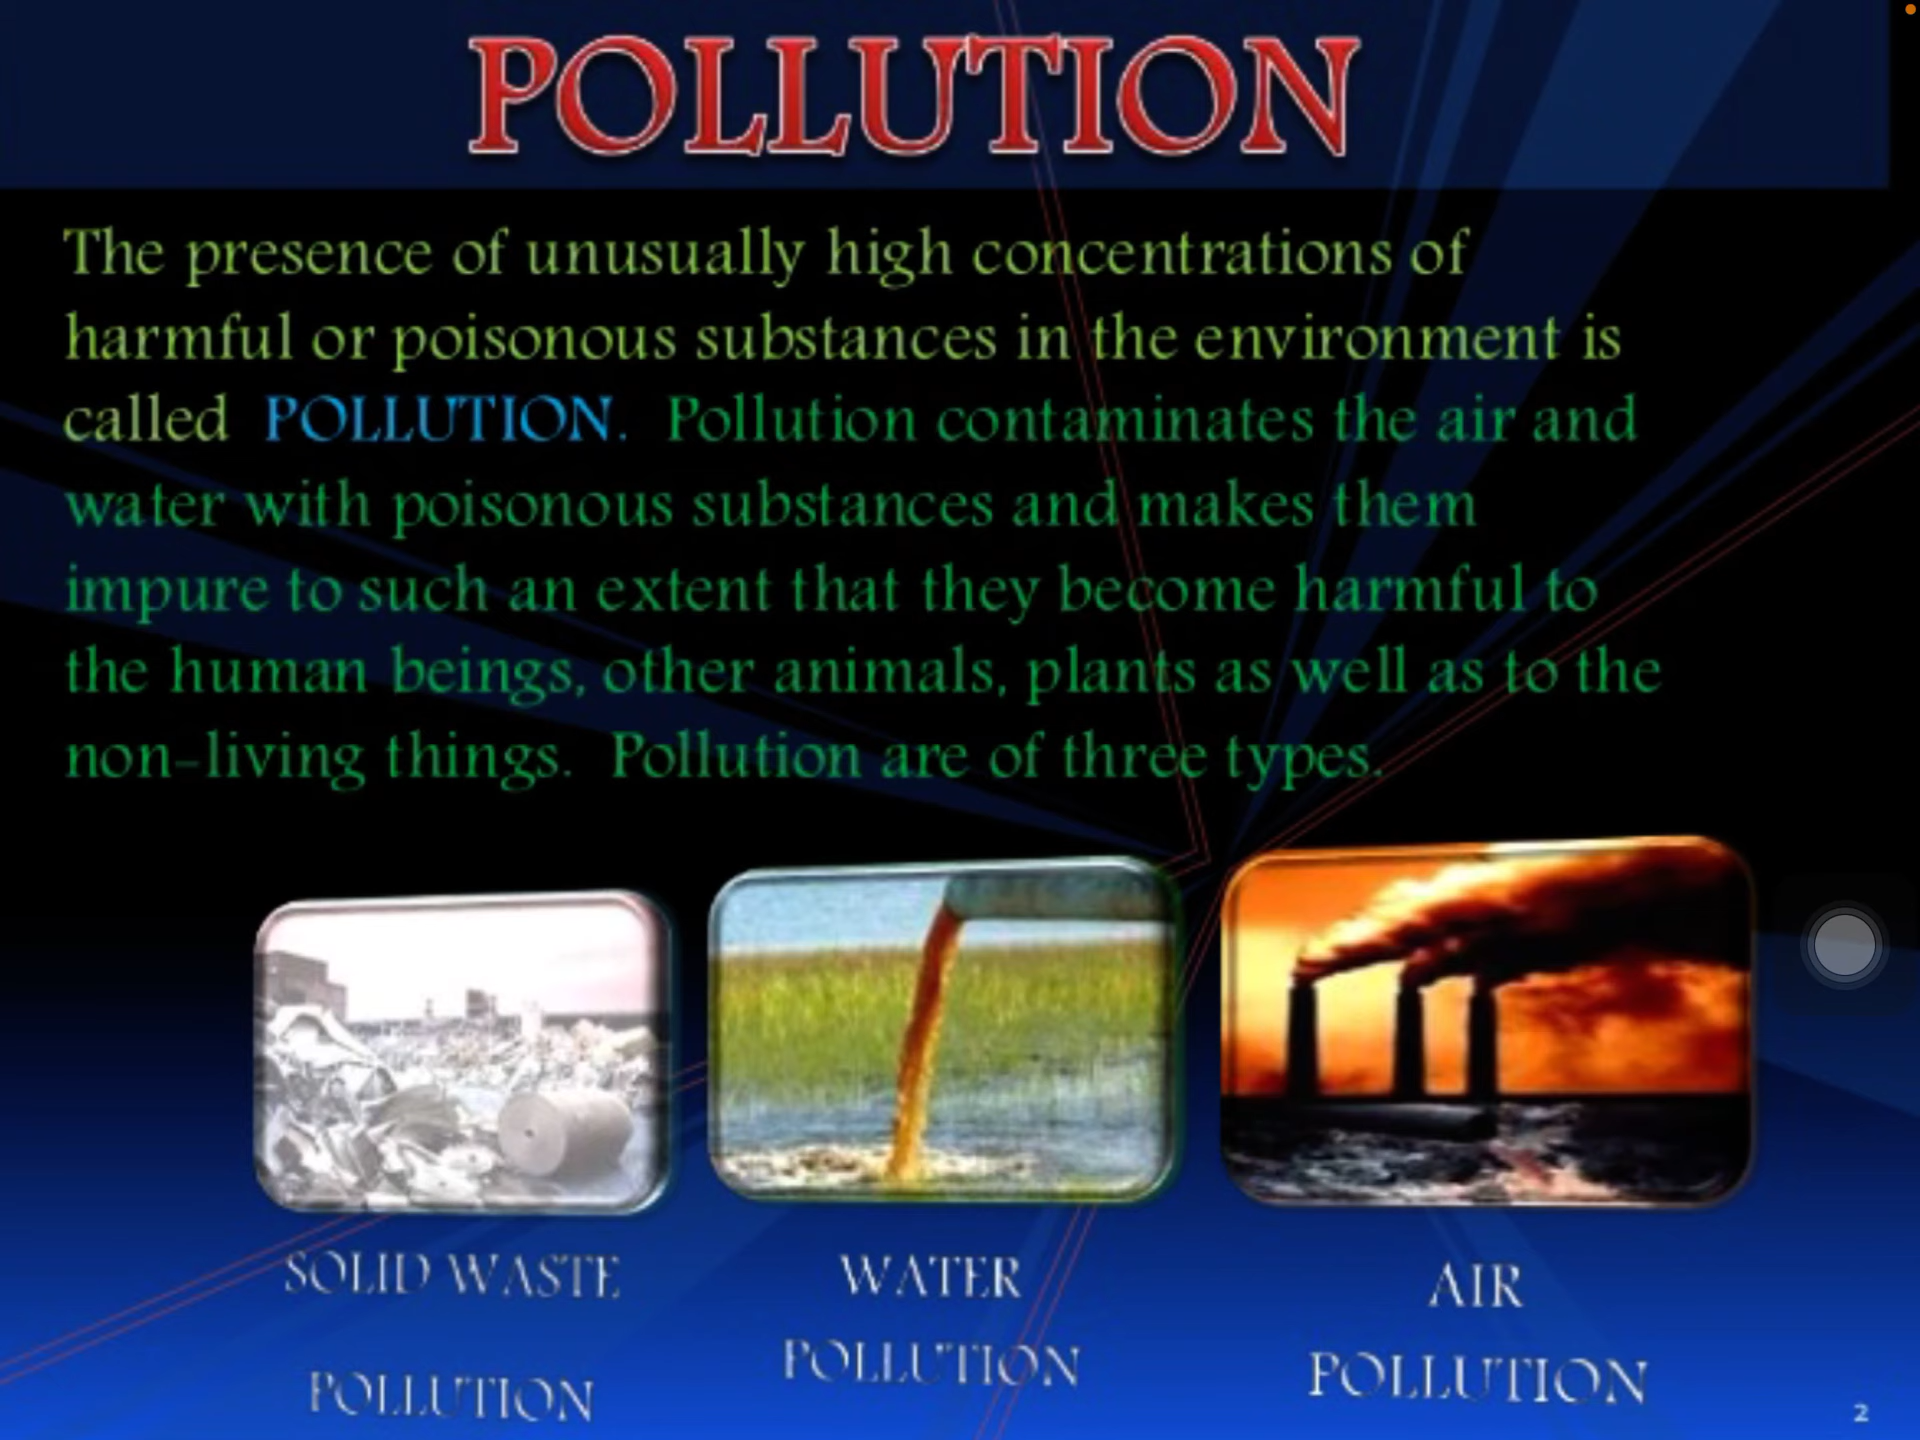 POLLUTION
The presence of unusually high concentrations of
harmful or poisonous substances in the environment is
called POLLUTION. Pollution contaminates the air and
water with poisonous substances and makes them
impure to such an extent that they become harmful to
the human beings, other animals, plants as well as to the
non-living things. Pollution are of three types.
SOLID WASTE
POLLUTION
WATER
POLLUTION
AIR
POLLUTION
2